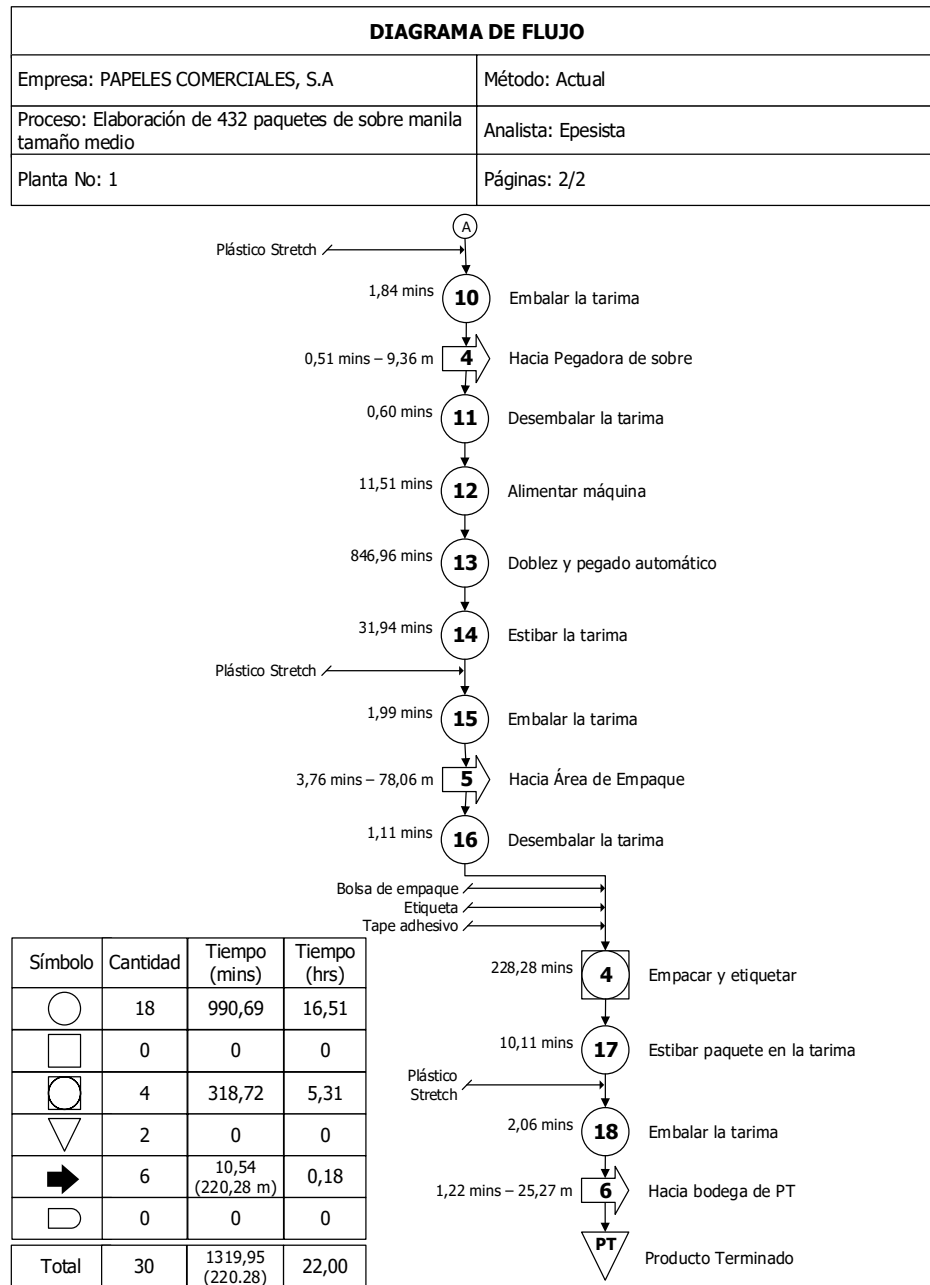 DIAGRAMA DE FLUJO
Empresa: PAPELES COMERCIALES, S.A
Método: Actual
Proceso: Elaboración de 432 paquetes de sobre manila
tamaño medio
Analista: Epesista
Planta No: 1
Páginas: 2/2
A
Plástico Stretch
1,84 mins
10
Embalar la tarima
0,51 mins – 9,36 m
4
Hacia Pegadora de sobre
0,60 mins
11
Desembalar la tarima
11,51 mins
12
Alimentar máquina
846,96 mins
13
Doblez y pegado automático
31,94 mins
14
Estibar la tarima
Plástico Stretch
1,99 mins
15
Embalar la tarima
3,76 mins – 78,06 m
5
Hacia Área de Empaque
1,11 mins
16
Desembalar la tarima
Bolsa de empaque
Etiqueta
Tape adhesivo
228,28 mins
4
Empacar y etiquetar
10,11 mins
17
Estibar paquete en la tarima
Plástico
Stretch
2,06 mins
18
Embalar la tarima
1,22 mins – 25,27 m
6
Hacia bodega de PT
PT
Producto Terminado
Símbolo Cantidad Tiempo (mins) Tiempo (hrs)
18 990,69 16,51
0 0 0
4 318,72 5,31
2 0 0
6 10,54 (220,28 m) 0,18
0 0 0
Total 30 1319,95 (220.28) 22,00